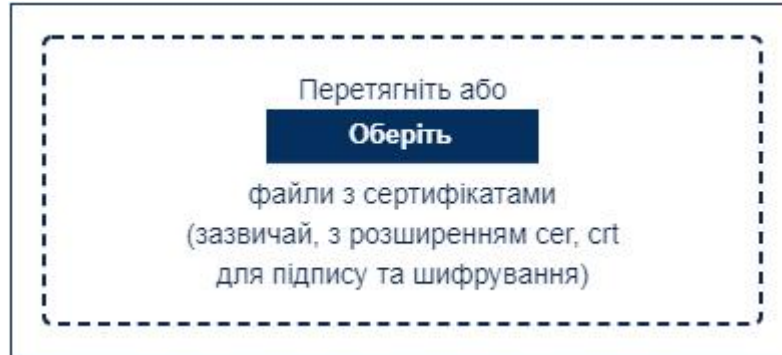 Перетягніть або
Оберіть
файли з сертифікатами
(зазвичай, з розширенням cer, crt
для підпису та шифрування)